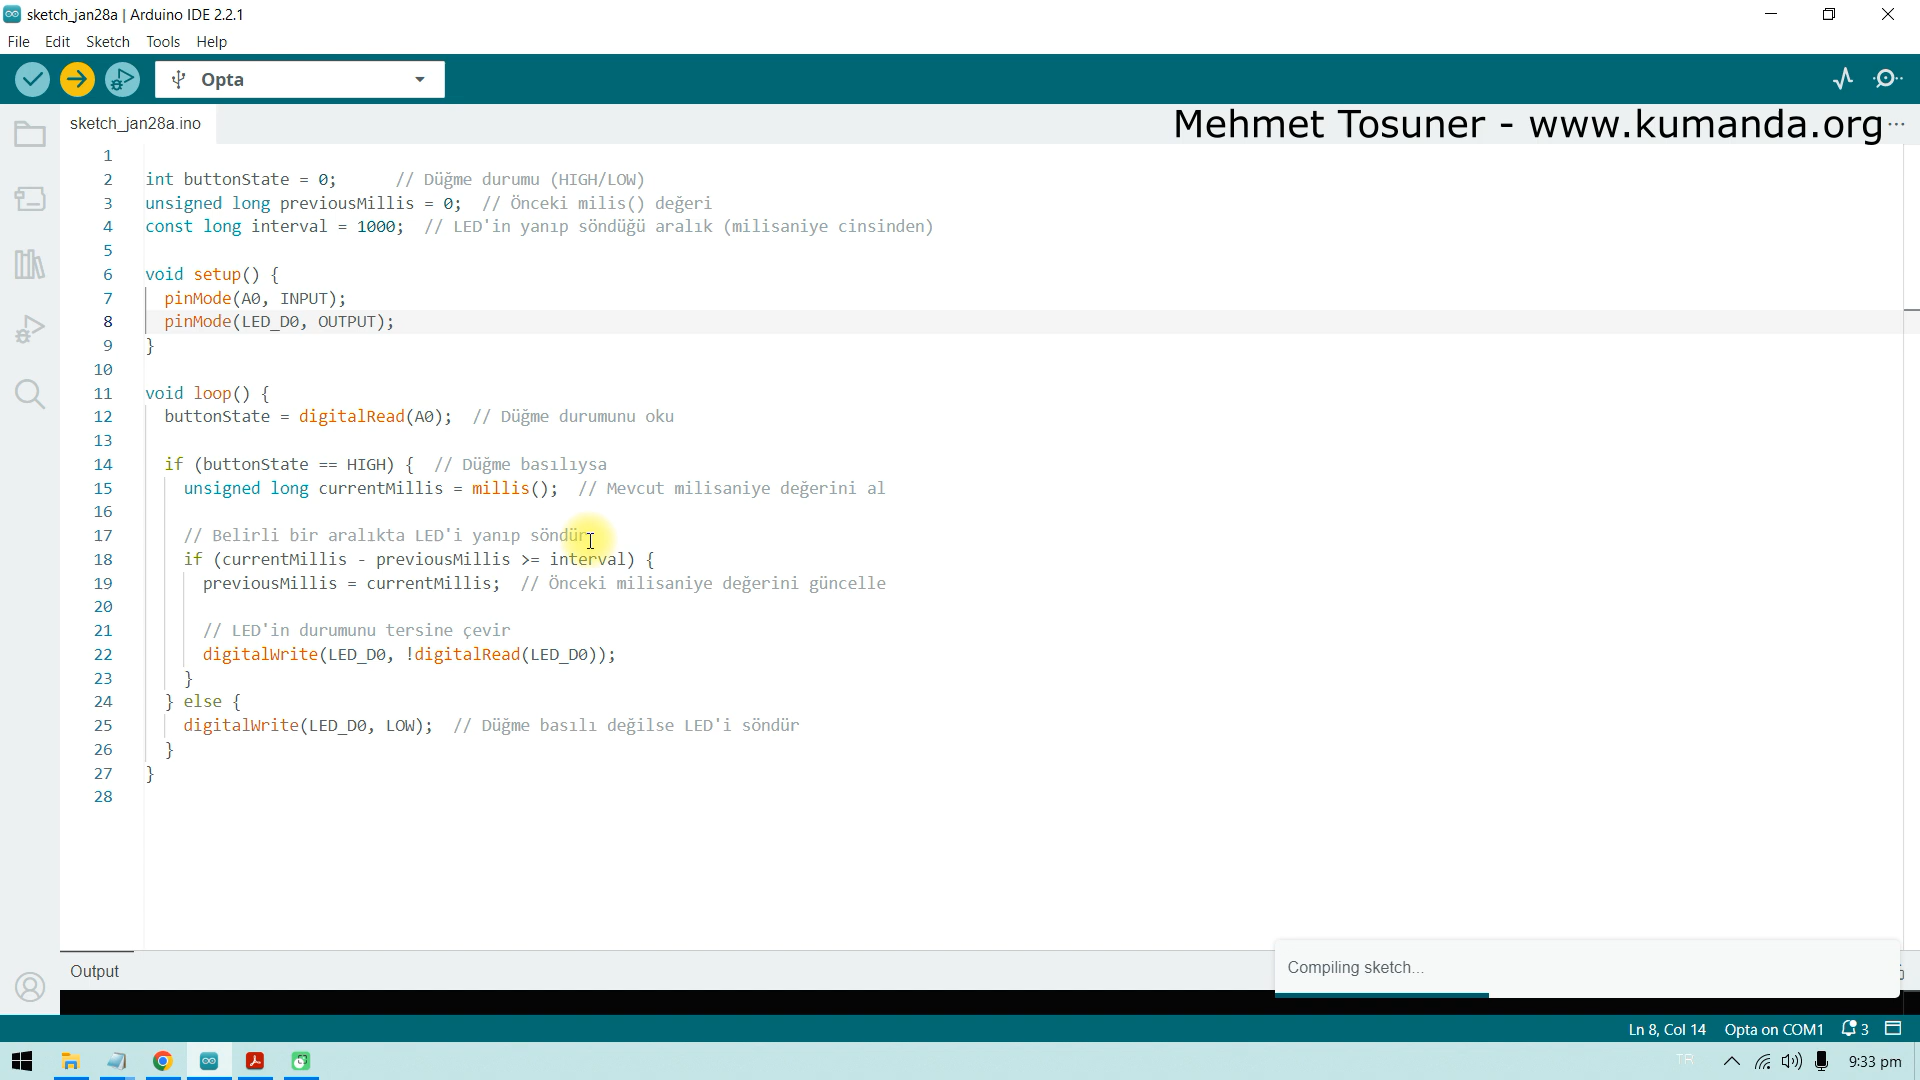 sketch_jan28a | Arduino IDE 2.2.1
File Edit Sketch Tools Help
Opta
sketch_jan28a.ino
Mehmet Tosuner - www.kumanda.org
1
2 int buttonState = 0;      // Düğme durumu (HIGH/LOW)
3 unsigned long previousMillis = 0;  // Önceki milis() değeri
4 const long interval = 1000;  // LED'in yanıp söndüğü aralık (milisaniye cinsinden)
5
6 void setup() {
7   pinMode(A0, INPUT);
8   pinMode(LED_D0, OUTPUT);
9 }
10
11 void loop() {
12   buttonState = digitalRead(A0);  // Düğme durumunu oku
13
14   if (buttonState == HIGH) {  // Düğme basılıysa
15     unsigned long currentMillis = millis();  // Mevcut milisaniye değerini al
16
17     // Belirli bir aralıkta LED'i yanıp söndür
18     if (currentMillis - previousMillis >= interval) {
19       previousMillis = currentMillis;  // Önceki milisaniye değerini güncelle
20
21       // LED'in durumunu tersine çevir
22       digitalWrite(LED_D0, !digitalRead(LED_D0));
23     }
24   } else {
25     digitalWrite(LED_D0, LOW);  // Düğme basılı değilse LED'i söndür
26   }
27 }
28
Output
Compiling sketch...
Ln 8, Col 14 Opta on COM1 3
TR 9:33 pm